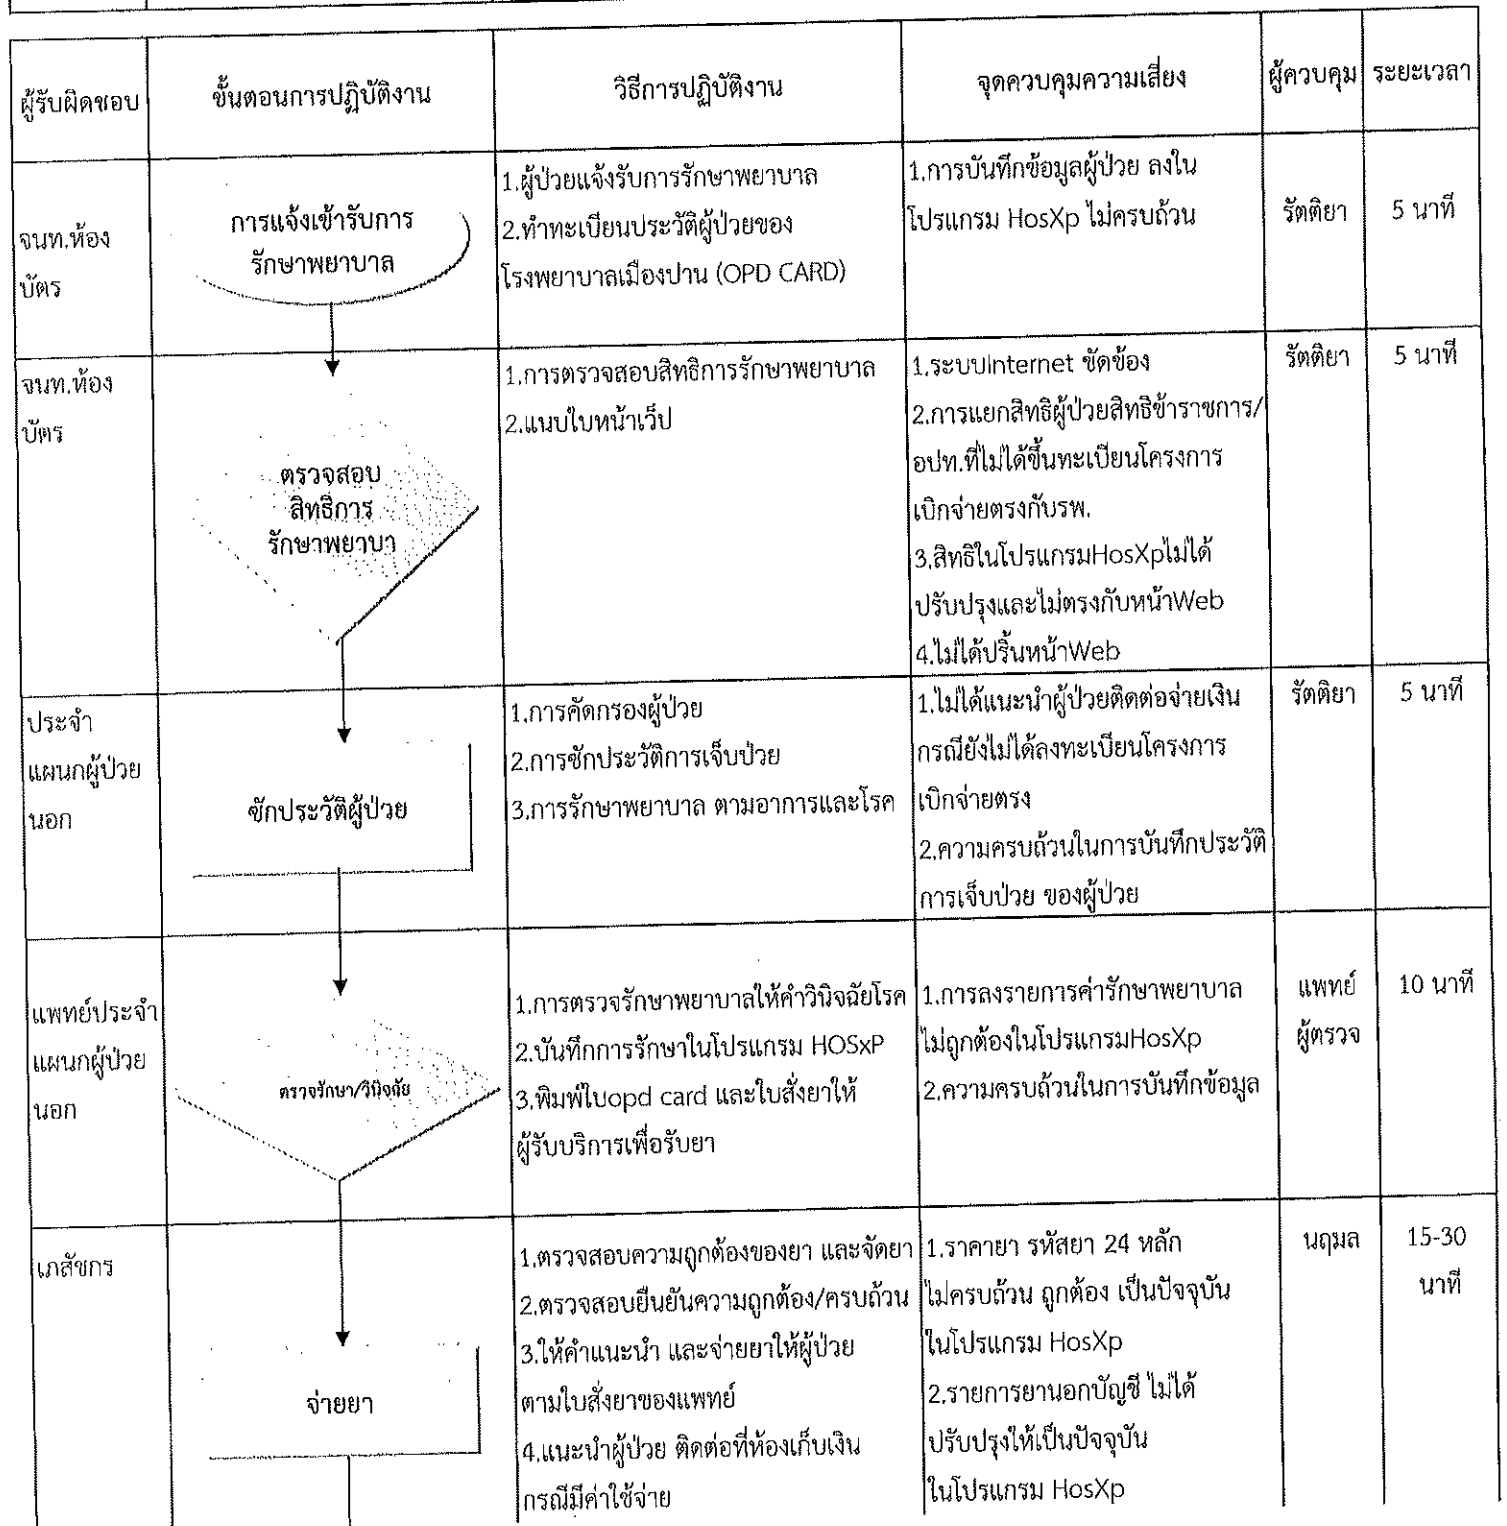 ผู้รับผิดชอบ
ขั้นตอนการปฏิบัติงาน
วิธีการปฏิบัติงาน
จุดควบคุมความเสี่ยง
ผู้ควบคุม
ระยะเวลา
จนท.ห้อง
บัตร
การแจ้งเข้ารับการ
รักษาพยาบาล
1.ผู้ป่วยแจ้งรับการรักษาพยาบาล
2.ทำทะเบียนประวัติผู้ป่วยของ
โรงพยาบาลเมืองปาน (OPD CARD)
1.การบันทึกข้อมูลผู้ป่วย ลงใน
โปรแกรม HosXp ไม่ครบถ้วน
รัตติยา
5 นาที
จนท.ห้อง
บัตร
ตรวจสอบ
สิทธิการ
รักษาพยาบา
1.การตรวจสอบสิทธิการรักษาพยาบาล
2.แนบใบหน้าเว็ป
1.ระบบInternet ขัดข้อง
2.การแยกสิทธิผู้ป่วยสิทธิข้าราชการ/
อปท.ที่ไม่ได้ขึ้นทะเบียนโครงการ
เบิกจ่ายตรงกับรพ.
3.สิทธิในโปรแกรมHosXpไม่ได้
ปรับปรุงและไม่ตรงกับหน้าWeb
4.ไม่ได้ปริ้นหน้าWeb
รัตติยา
5 นาที
ประจำ
แผนกผู้ป่วย
นอก
ซักประวัติผู้ป่วย
1.การคัดกรองผู้ป่วย
2.การซักประวัติการเจ็บป่วย
3.การรักษาพยาบาล ตามอาการและโรค
1.ไม่ได้แนะนำผู้ป่วยติดต่อจ่ายเงิน
กรณียังไม่ได้ลงทะเบียนโครงการ
เบิกจ่ายตรง
2.ความครบถ้วนในการบันทึกประวัติ
การเจ็บป่วย ของผู้ป่วย
รัตติยา
5 นาที
แพทย์ประจำ
แผนกผู้ป่วย
นอก
ตรวจรักษา/วินิจฉัย
1.การตรวจรักษาพยาบาลให้คำวินิจฉัยโรค
2.บันทึกการรักษาในโปรแกรม HOSxP
3.พิมพ์ใบopd card และใบสั่งยาให้
ผู้รับบริการเพื่อรับยา
1.การลงรายการค่ารักษาพยาบาล
ไม่ถูกต้องในโปรแกรมHosXp
2.ความครบถ้วนในการบันทึกข้อมูล
แพทย์
ผู้ตรวจ
10 นาที
เภสัชกร
จ่ายยา
1.ตรวจสอบความถูกต้องของยา และจัดยา
2.ตรวจสอบยืนยันความถูกต้อง/ครบถ้วน
3.ให้คำแนะนำ และจ่ายยาให้ผู้ป่วย
ตามใบสั่งยาของแพทย์
4.แนะนำผู้ป่วย ติดต่อที่ห้องเก็บเงิน
กรณีมีค่าใช้จ่าย
1.ราคายา รหัสยา 24 หลัก
ไม่ครบถ้วน ถูกต้อง เป็นปัจจุบัน
ในโปรแกรม HosXp
2.รายการยานอกบัญชี ไม่ได้
ปรับปรุงให้เป็นปัจจุบัน
ในโปรแกรม HosXp
นฤมล
15-30
นาที